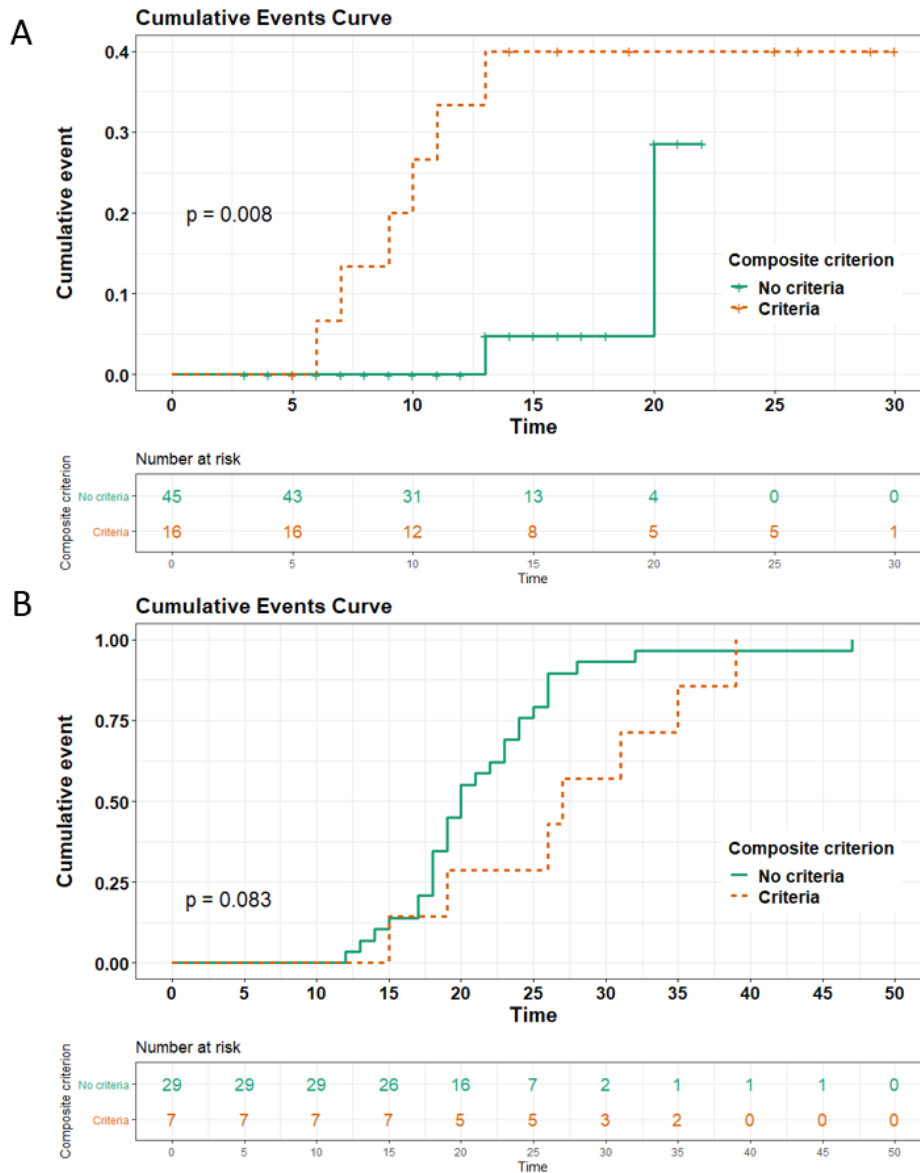 A
Cumulative Events Curve
Cumulative event
0.4
0.3
0.2
0.1
0.0
p = 0.008
Composite criterion
No criteria
Criteria
0 5 10 15 20 25 30
Time
Number at risk
Composite criterion
No criteria 45 43 31 13 4 0 0
Criteria 16 16 12 8 5 5 1
0 5 10 15 20 25 30
Time
B
Cumulative Events Curve
Cumulative event
1.00
0.75
0.50
0.25
0.00
p = 0.083
Composite criterion
No criteria
Criteria
0 5 10 15 20 25 30 35 40 45 50
Time
Number at risk
Composite criterion
No criteria 29 29 29 26 16 7 2 1 1 1 0
Criteria 7 7 7 7 5 5 3 2 0 0 0
0 5 10 15 20 25 30 35 40 45 50
Time